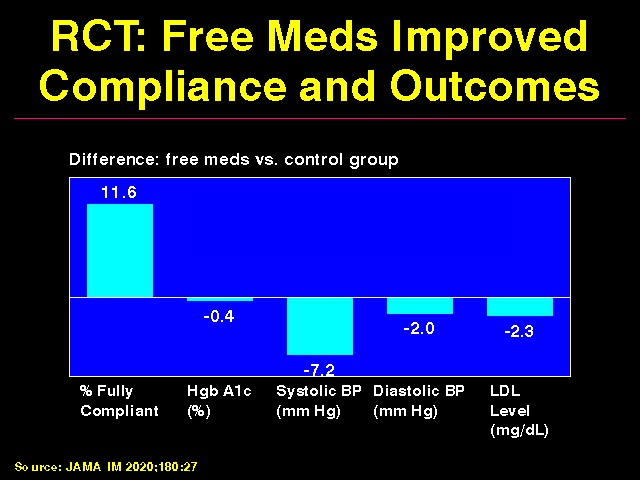 RCT: Free Meds Improved
Compliance and Outcomes
Difference: free meds vs. control group
11.6
-0.4
-7.2
-2.0
-2.3
% Fully
Compliant
Hgb A1c
(%)
Systolic BP
(mm Hg)
Diastolic BP
(mm Hg)
LDL
Level
(mg/dL)
Source: JAMA IM 2020;180:27